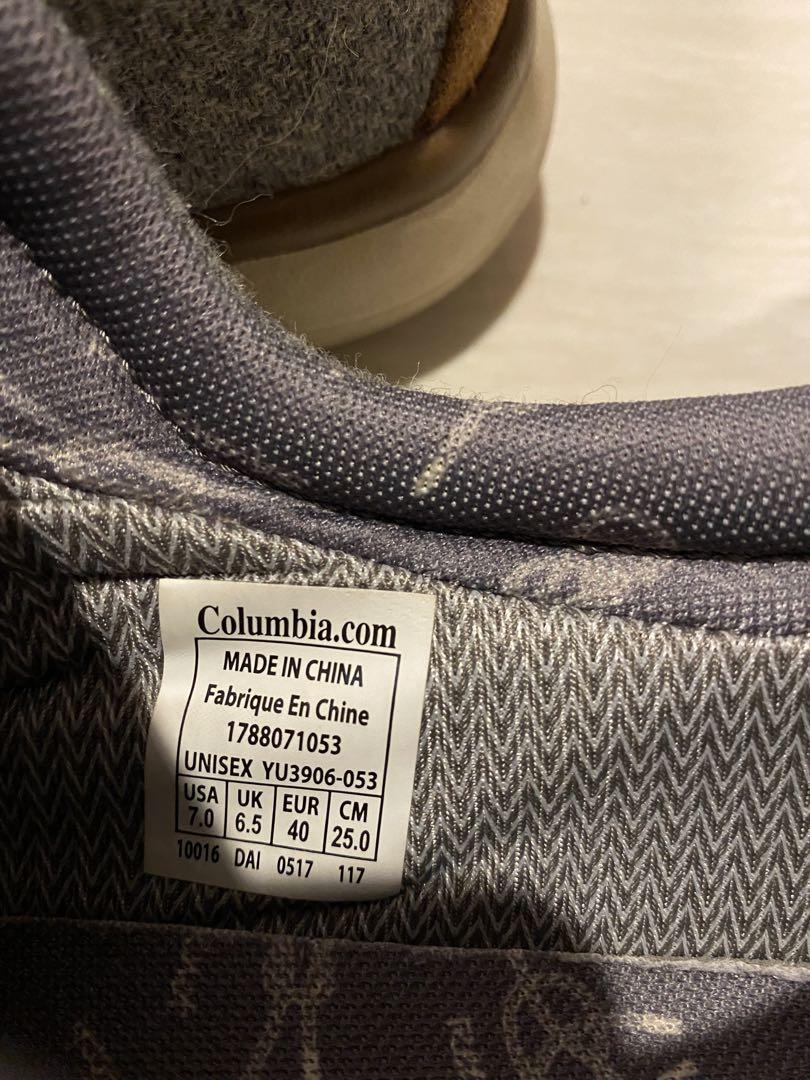 Columbia.com
MADE IN CHINA
Fabrique En Chine
1788071053
UNISEX YU3906-053
USA UK EUR CM
7.0 6.5 40 25.0
10016 DAI 0517 117